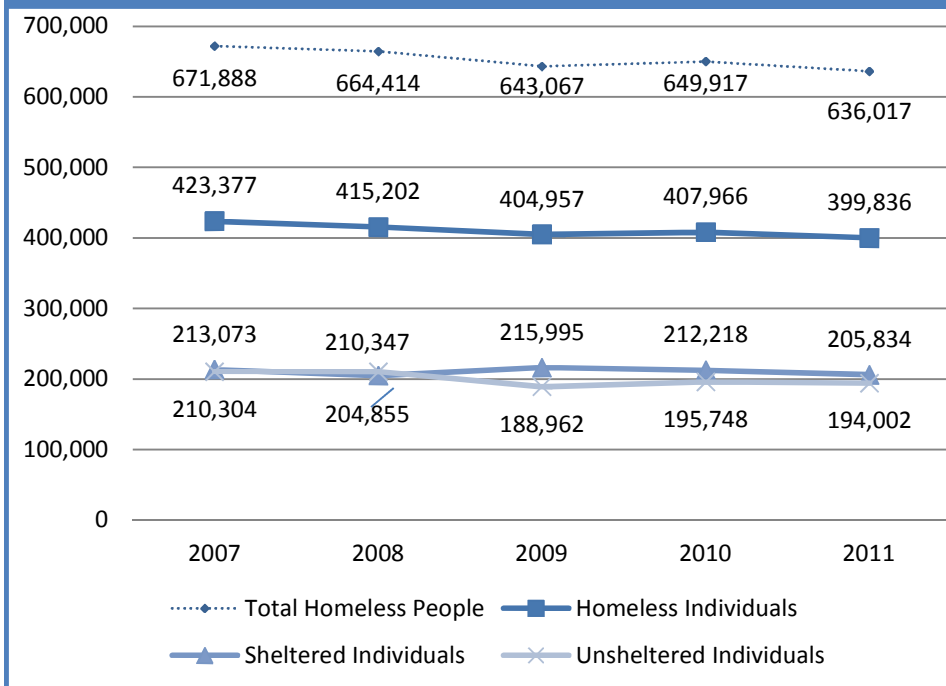 700,000
671,888 664,414 643,067 649,917 636,017
600,000
500,000
423,377 415,202 404,957 407,966 399,836
400,000
300,000
213,073 210,347 215,995 212,218 205,834
200,000
210,304 204,855 188,962 195,748 194,002
100,000
0
2007 2008 2009 2010 2011
Total Homeless People Homeless Individuals
Sheltered Individuals Unsheltered Individuals